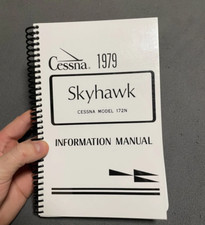 Cessna® 1979
Skyhawk
CESSNA MODEL 172N
INFORMATION MANUAL